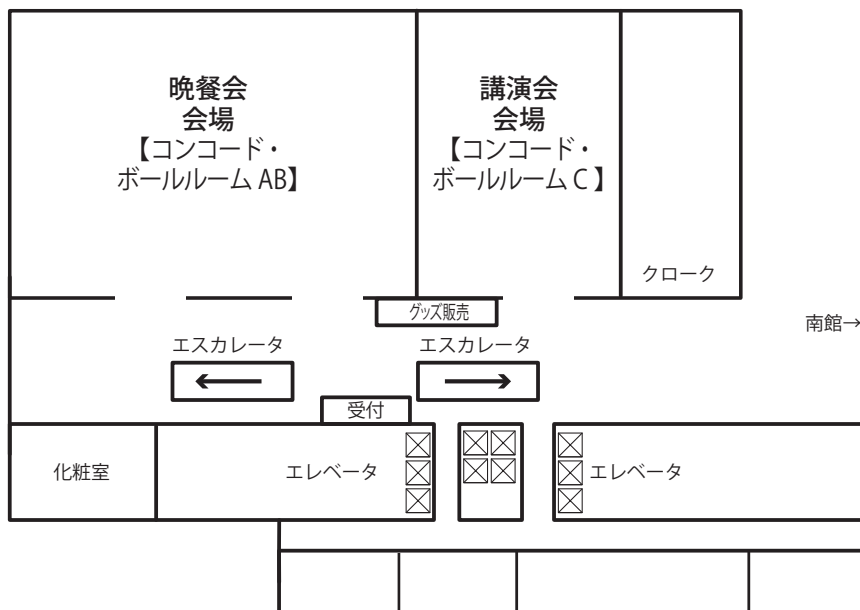 晩餐会
会場
【コンコード・
ボールルーム AB】
講演会
会場
【コンコード・
ボールルーム C 】
クローク
グッズ販売
南館→
エスカレータ
エスカレータ
受付
化粧室
エレベータ
エレベータ